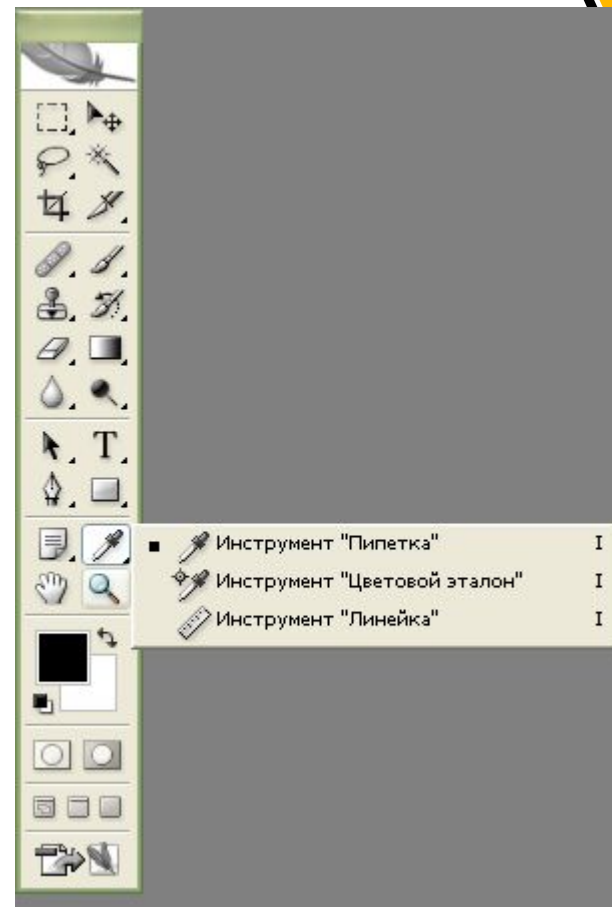 T
Инструмент "Пипетка" I
Инструмент "Цветовой эталон" I
Инструмент "Линейка" I